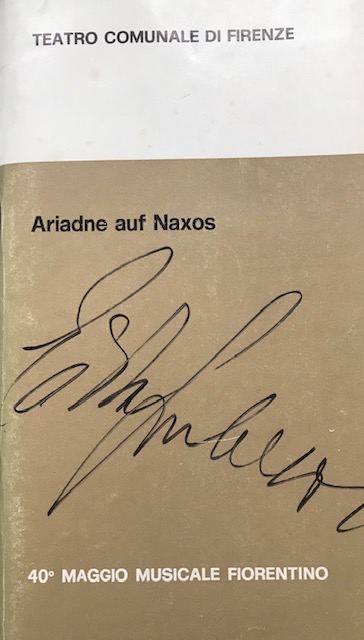 TEATRO COMUNALE DI FIRENZE
Ariadne auf Naxos
40° MAGGIO MUSICALE FIORENTINO